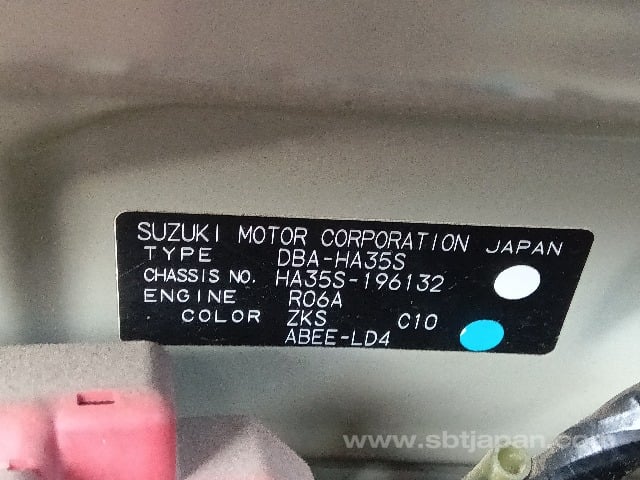 SUZUKI MOTOR CORPORATION JAPAN
TYPE DBA-HA35S
CHASSIS NO. HA35S-196132
ENGINE R06A
COLOR ZKS C10
ABEE-LD4
www.sbtjapan.com